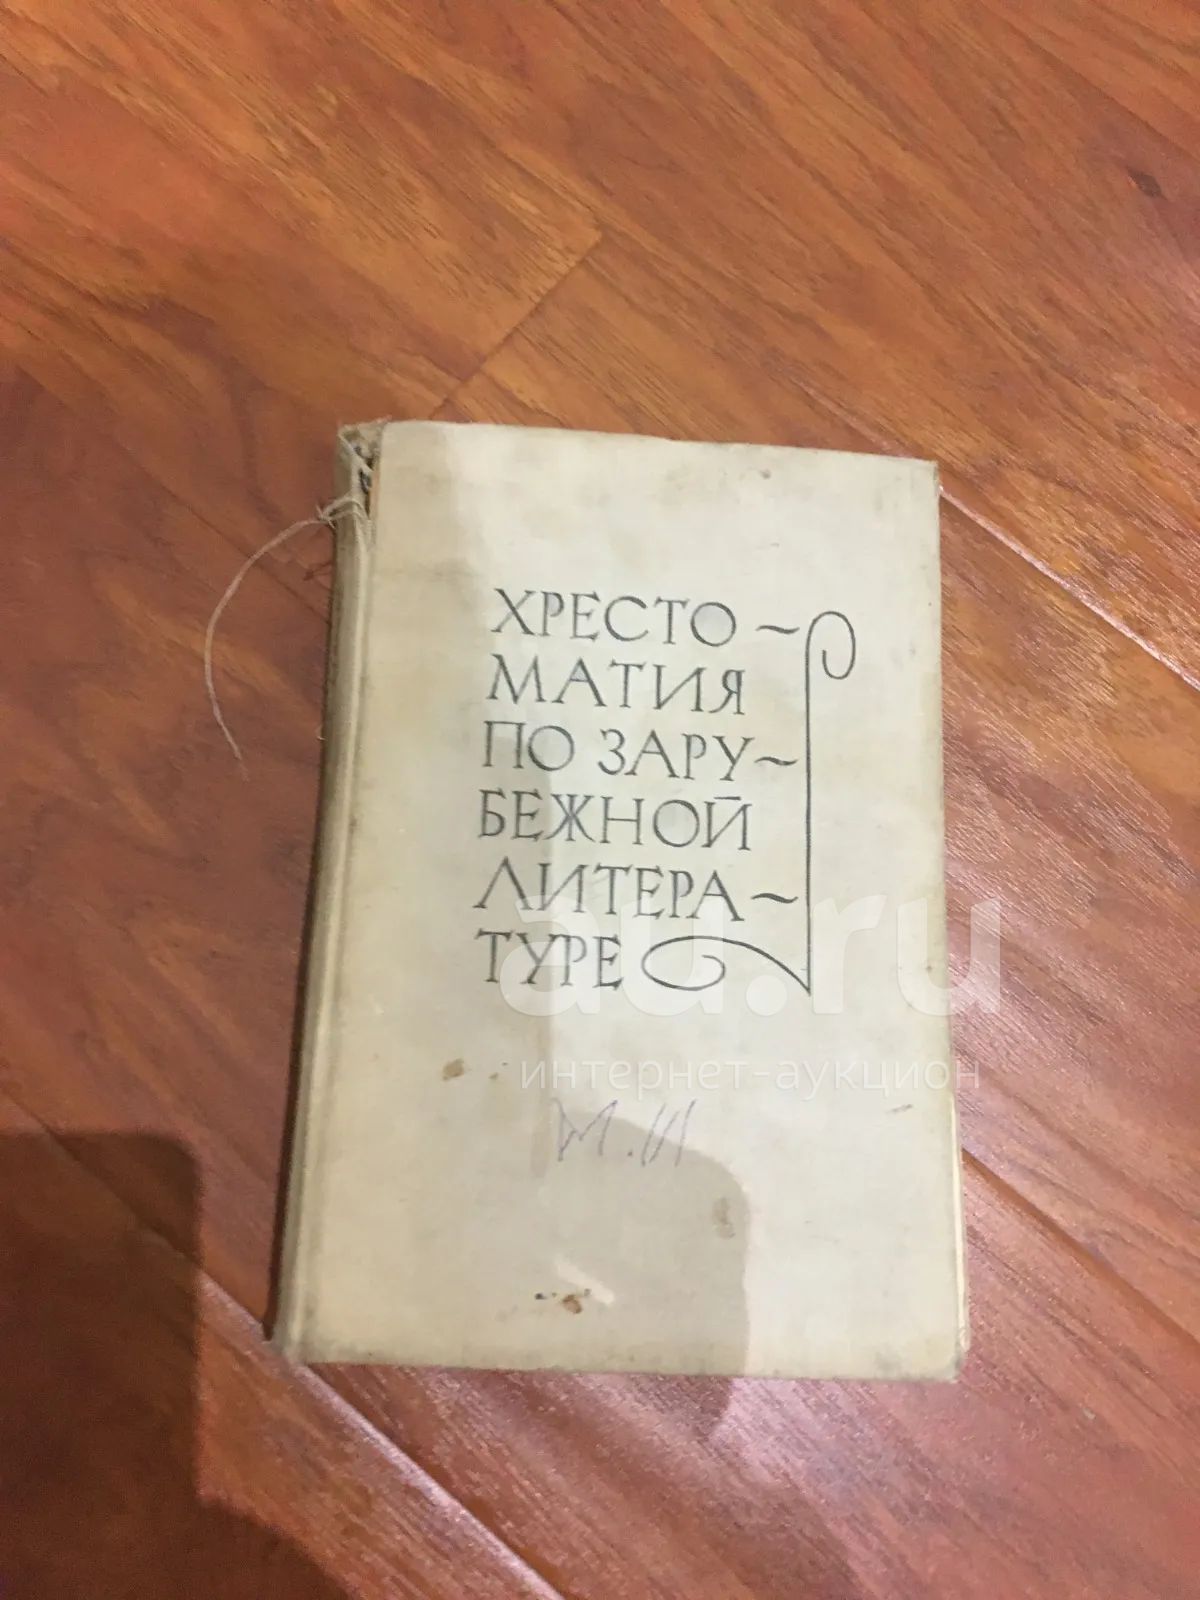 ХРЕСТО~
МАТИЯ
ПО ЗАРУ~
БЕЖНОЙ
ЛИТЕРА~
ТУРЕ
au.ru
интернет-аукцион
М.Ш